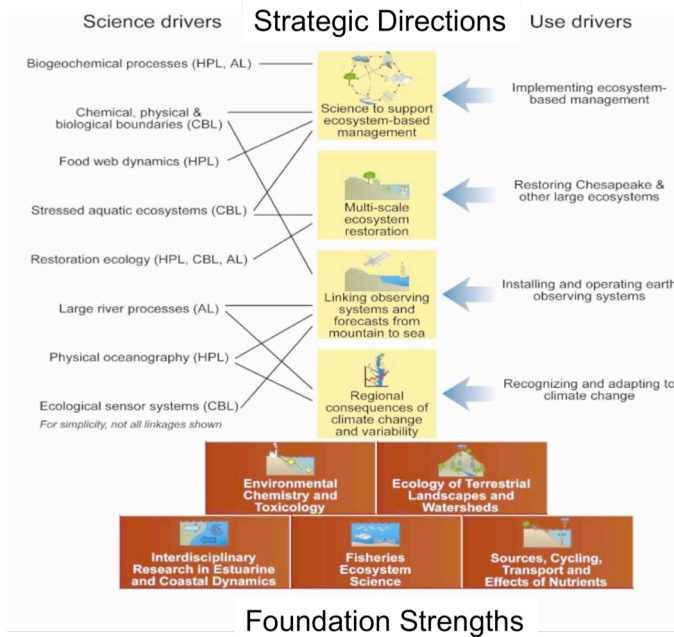 Science drivers
Strategic Directions
Use drivers
Biogeochemical processes (HPL, AL)
Chemical, physical &
biological boundaries (CBL)
Food web dynamics (HPL)
Stressed aquatic ecosystems (CBL)
Restoration ecology (HPL, CBL, AL)
Large river processes (AL)
Physical oceanography (HPL)
Ecological sensor systems (CBL)
For simplicity, not all linkages shown
Science to support
ecosystem-based
management
Multi-scale
ecosystem
restoration
Linking observing
systems and
forecasts from
mountain to sea
Regional
consequences of
climate change
and variability
Implementing ecosystem-
based management
Restoring Chesapeake &
other large ecosystems
Installing and operating earth
observing systems
Recognizing and adapting to
climate change
Environmental
Chemistry and
Toxicology
Ecology of Terrestrial
Landscapes and
Watersheds
Interdisciplinary
Research in Estuarine
and Coastal Dynamics
Fisheries
Ecosystem
Science
Sources, Cycling,
Transport and
Effects of Nutrients
Foundation Strengths